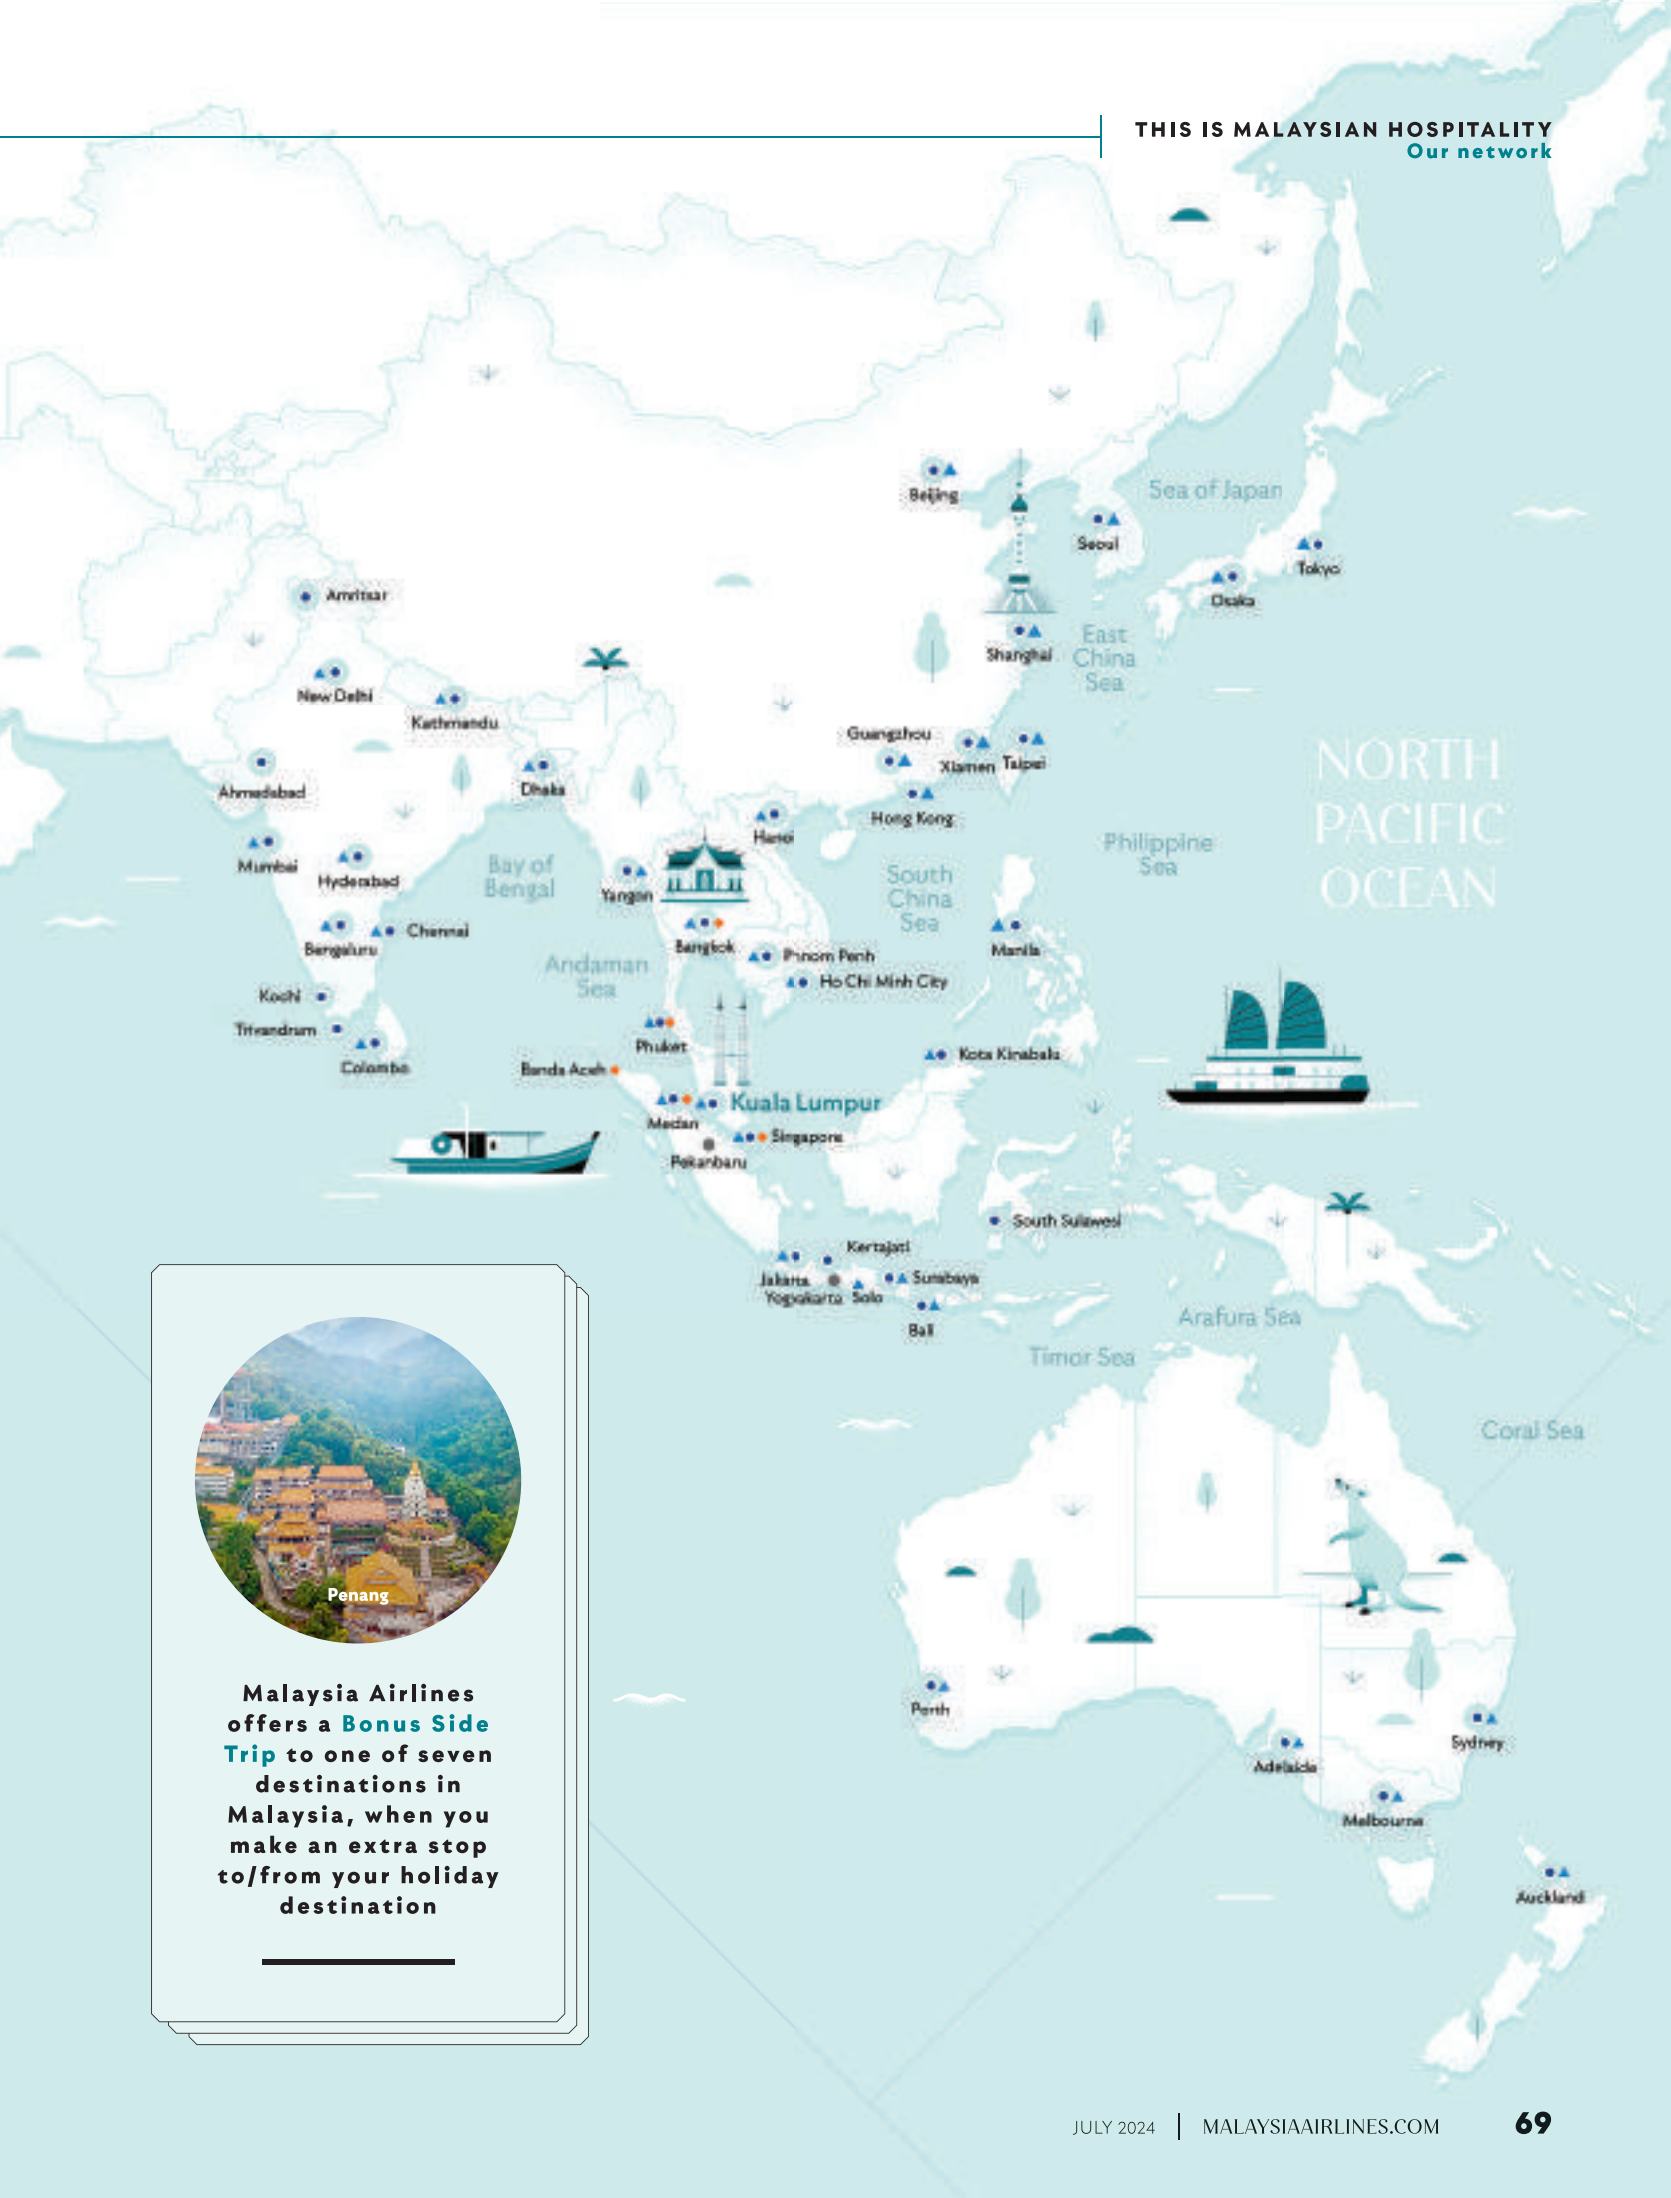 THIS IS MALAYSIAN HOSPITALITY
Our network
Beijing
Sea of Japan
Seoul
Tokyo
Osaka
Amritsar
East
China
Sea
Shanghai
New Delhi
Kathmandu
Guangzhou
Xiamen
Taipei
NORTH
PACIFIC
OCEAN
Ahmedabad
Dhaka
Hong Kong
Hanoi
Philippine
Sea
Mumbai
Hyderabad
Bay of
Bengal
South
China
Sea
Yangon
Bengaluru
Chennai
Bangkok
Phnom Penh
Manila
Andaman
Sea
Ho Chi Minh City
Kochi
Trivandrum
Colombo
Phuket
Kota Kinabalu
Banda Aceh
Kuala Lumpur
Medan
Singapore
Pekanbaru
South Sulawesi
Kertajati
Jakarta
Surabaya
Yogyakarta
Solo
Bali
Arafura Sea
Timor Sea
Coral Sea
Perth
Sydney
Adelaide
Melbourne
Auckland
Penang
Malaysia Airlines
offers a Bonus Side
Trip to one of seven
destinations in
Malaysia, when you
make an extra stop
to/from your holiday
destination
JULY 2024 | MALAYSIAAIRLINES.COM 69